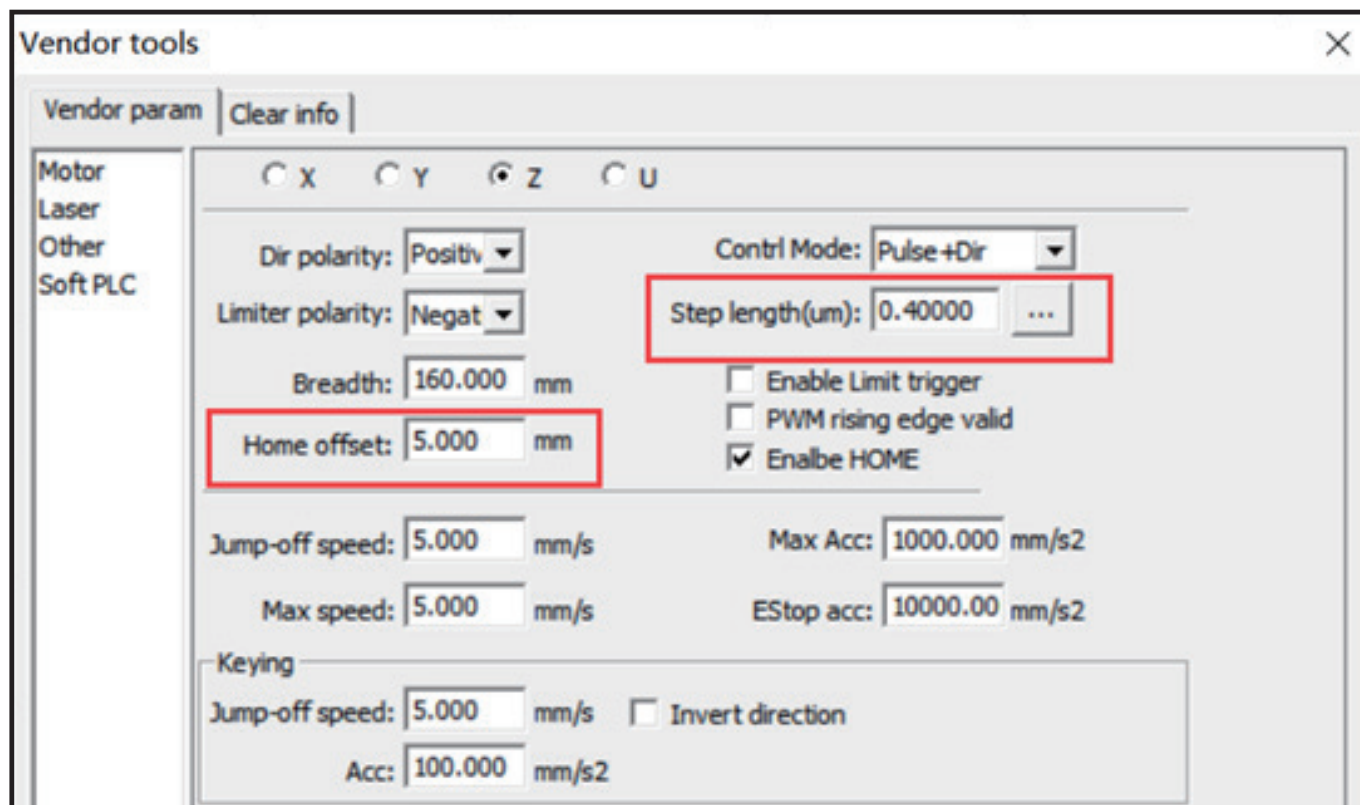 Vendor tools
Vendor param Clear info
Motor
Laser
Other
Soft PLC
X Y Z U
Dir polarity: Positiv Contrl Mode: Pulse+Dir
Limiter polarity: Negat Step length(um): 0.40000 ...
Breadth: 160.000 mm Enable Limit trigger
PWM rising edge valid
Home offset: 5.000 mm Enalbe HOME
Jump-off speed: 5.000 mm/s Max Acc: 1000.000 mm/s2
Max speed: 5.000 mm/s EStop acc: 10000.00 mm/s2
Keying
Jump-off speed: 5.000 mm/s Invert direction
Acc: 100.000 mm/s2